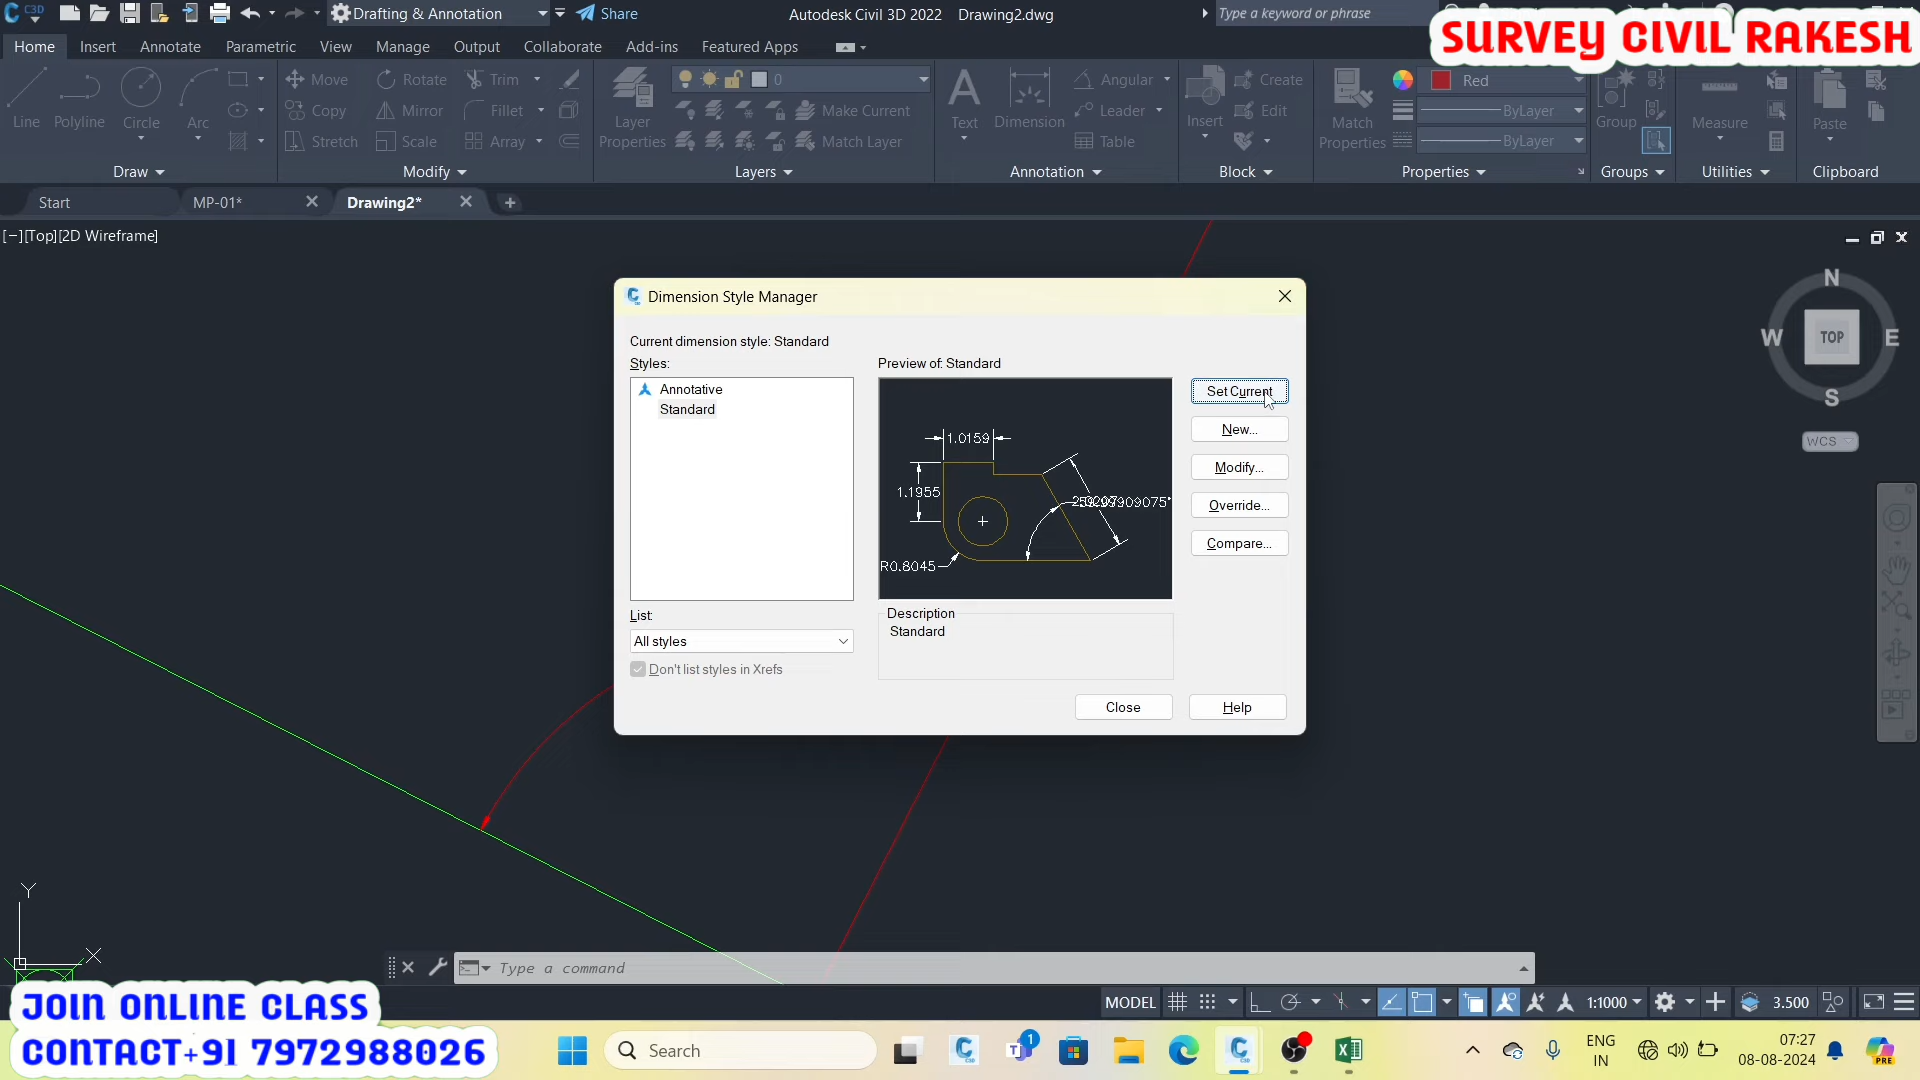 C3D Drafting & Annotation Share Autodesk Civil 3D 2022 Drawing2.dwg Type a keyword or phrase
SURVEY CIVIL RAKESH
Home Insert Annotate Parametric View Manage Output Collaborate Add-ins Featured Apps
Line Polyline Circle Arc
Move Rotate Trim
Copy Mirror Fillet
Stretch Scale Array
Layer Properties
0
Make Current
Match Layer
Text Dimension
Angular
Leader
Table
Insert
Create
Edit
Match Properties
Red
ByLayer
ByLayer
Group
Measure
Paste
Draw Modify Layers Annotation Block Properties Groups Utilities Clipboard
Start MP-01* Drawing2*
[−][Top][2D Wireframe]
N
W TOP E
S
WCS
Dimension Style Manager
Current dimension style: Standard
Styles:
Annotative
Standard
Preview of: Standard
1.0159
1.1955
R0.8045
Set Current
New...
Modify...
Override...
Compare...
List:
All styles
Don't list styles in Xrefs
Description
Standard
Close Help
Y
X
Type a command
MODEL 1:1000 3.500
JOIN ONLINE CLASS
CONTACT+91 7972988026
Search
1
ENG
IN
07:27
08-08-2024
PRE